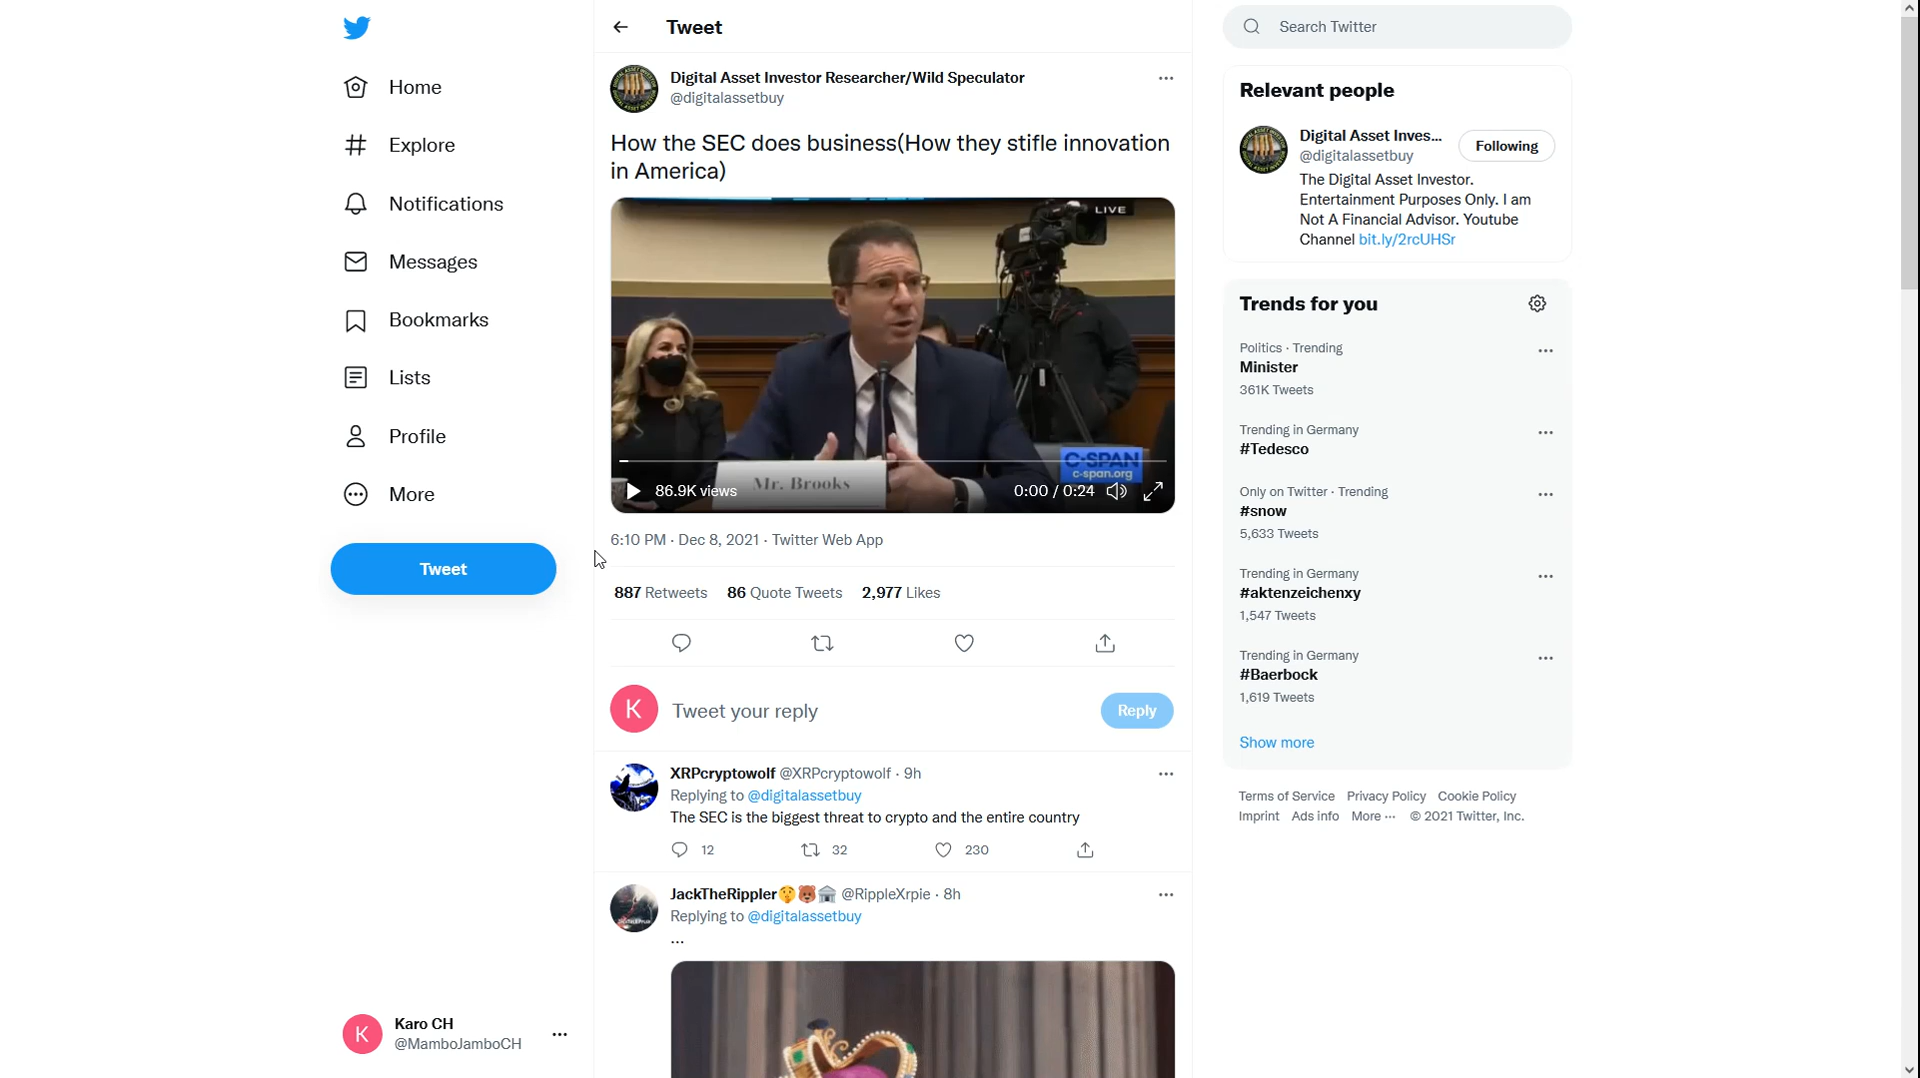 Home
Explore
Notifications
Messages
Bookmarks
Lists
Profile
More
Tweet
K
Karo CH
@MamboJamboCH
Tweet
Digital Asset Investor Researcher/Wild Speculator
@digitalassetbuy
How the SEC does business(How they stifle innovation
in America)
LIVE
C-SPAN
c-span.org
Mr. Brooks
86.9K views
0:00 / 0:24
6:10 PM · Dec 8, 2021 · Twitter Web App
887 Retweets 86 Quote Tweets 2,977 Likes
K
Tweet your reply
Reply
XRPcryptowolf @XRPcryptowolf · 9h
Replying to @digitalassetbuy
The SEC is the biggest threat to crypto and the entire country
12 32 230
JackTheRippler🤫🐻🏛 @RippleXrpie · 8h
Replying to @digitalassetbuy
...
Search Twitter
Relevant people
Digital Asset Inves...
@digitalassetbuy
Following
The Digital Asset Investor.
Entertainment Purposes Only. I am
Not A Financial Advisor. Youtube
Channel bit.ly/2rcUHSr
Trends for you
Politics · Trending
Minister
361K Tweets
Trending in Germany
#Tedesco
Only on Twitter · Trending
#snow
5,633 Tweets
Trending in Germany
#aktenzeichenxy
1,547 Tweets
Trending in Germany
#Baerbock
1,619 Tweets
Show more
Terms of Service Privacy Policy Cookie Policy
Imprint Ads info More ··· © 2021 Twitter, Inc.